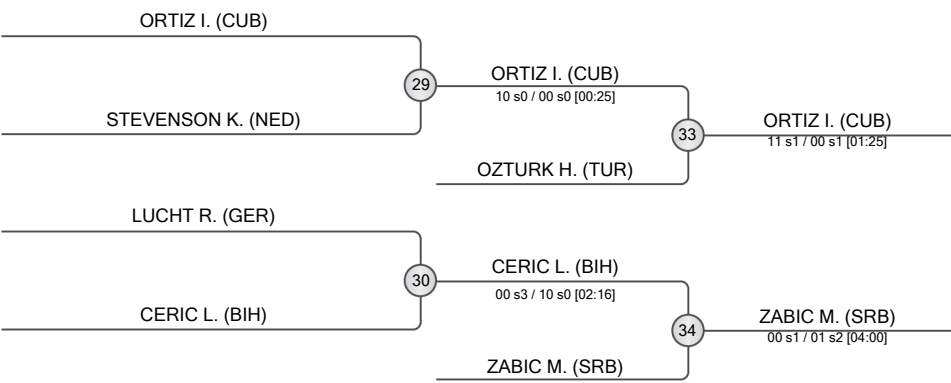 ORTIZ I. (CUB)
29
STEVENSON K. (NED)
ORTIZ I. (CUB)
10 s0 / 00 s0 [00:25]
33
OZTURK H. (TUR)
ORTIZ I. (CUB)
11 s1 / 00 s1 [01:25]
LUCHT R. (GER)
30
CERIC L. (BIH)
CERIC L. (BIH)
00 s3 / 10 s0 [02:16]
34
ZABIC M. (SRB)
ZABIC M. (SRB)
00 s1 / 01 s2 [04:00]